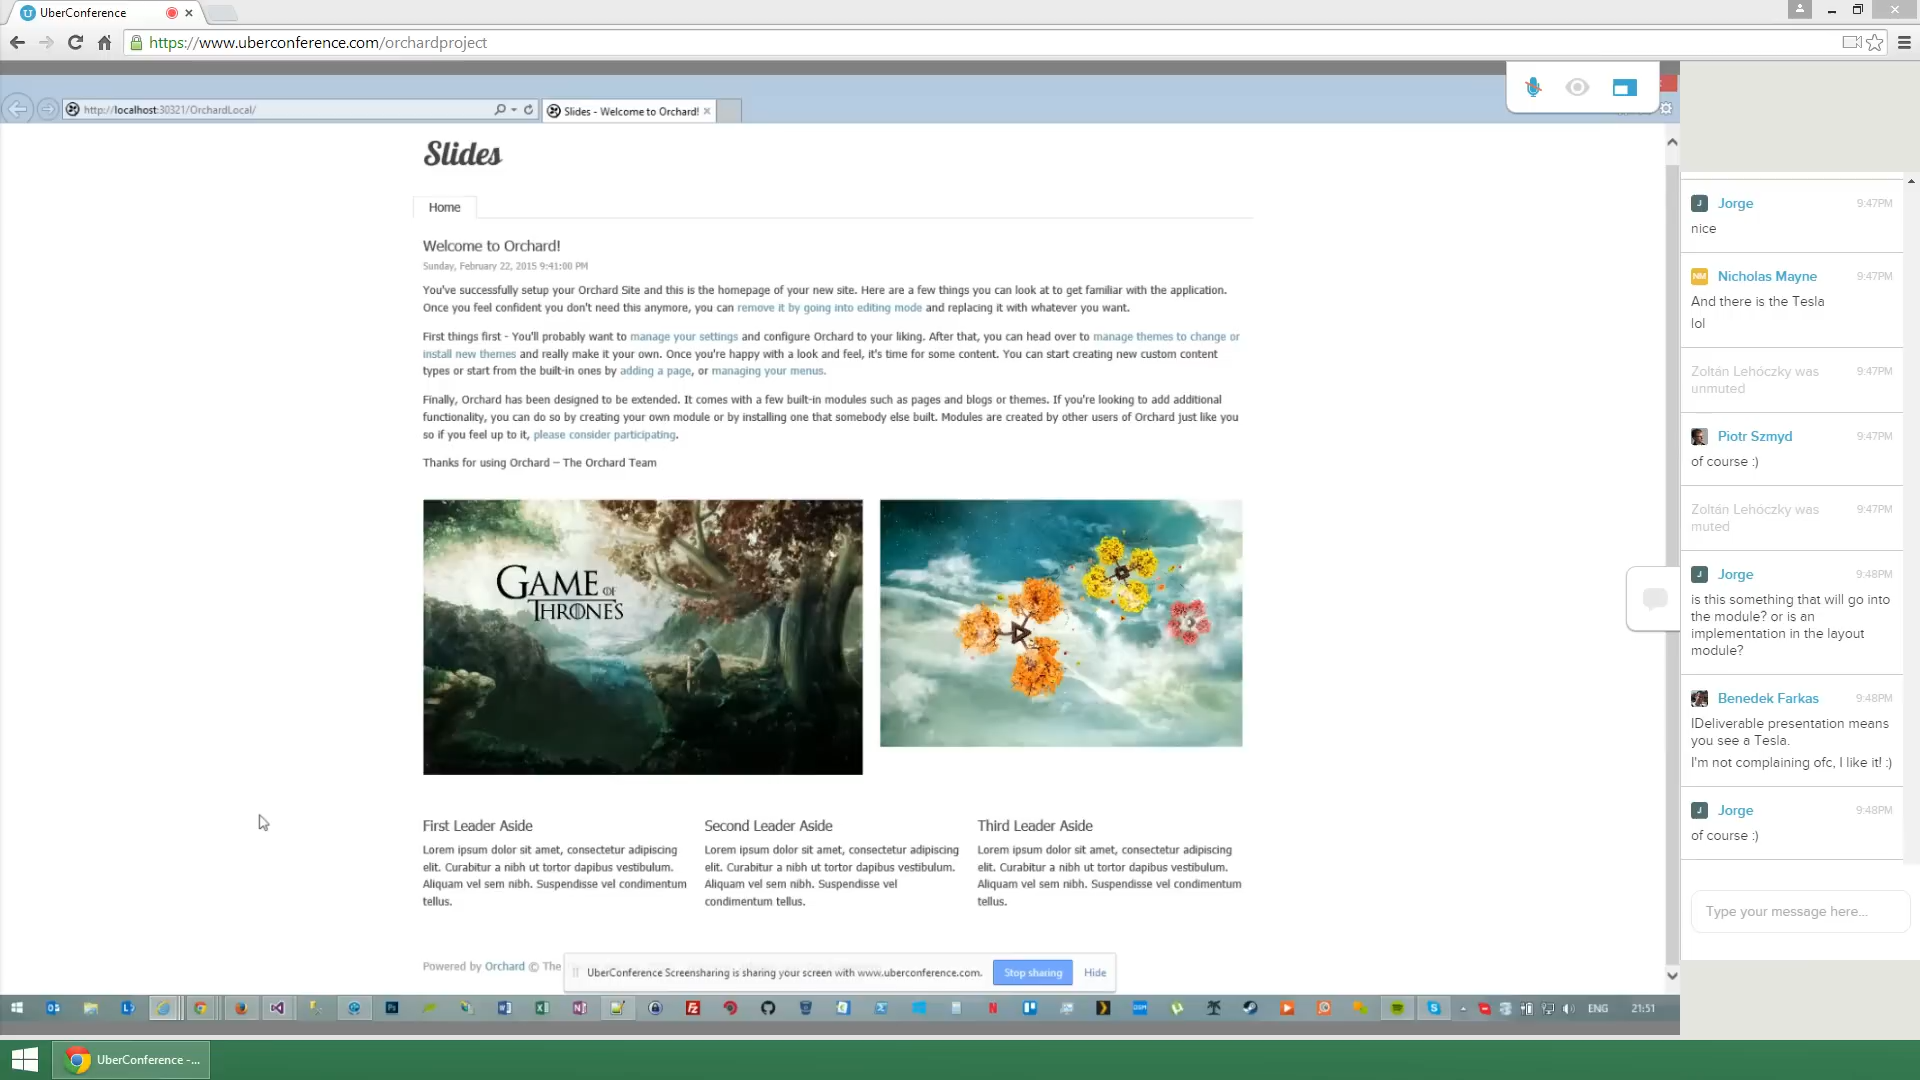 UberConference
https://www.uberconference.com/orchardproject
http://localhost:30321/OrchardLocal/
Slides - Welcome to Orchard!
Slides
Home
Welcome to Orchard!
Sunday, February 22, 2015 9:41:00 PM
You've successfully setup your Orchard Site and this is the homepage of your new site. Here are a few things you can look at to get familiar with the application.
Once you feel confident you don't need this anymore, you can remove it by going into editing mode and replacing it with whatever you want.
First things first - You'll probably want to manage your settings and configure Orchard to your liking. After that, you can head over to manage themes to change or
install new themes and really make it your own. Once you're happy with a look and feel, it's time for some content. You can start creating new custom content
types or start from the built-in ones by adding a page, or managing your menus.
Finally, Orchard has been designed to be extended. It comes with a few built-in modules such as pages and blogs or themes. If you're looking to add additional
functionality, you can do so by creating your own module or by installing one that somebody else built. Modules are created by other users of Orchard just like you
so if you feel up to it, please consider participating.
Thanks for using Orchard – The Orchard Team
GAME OF
THRONES
First Leader Aside
Lorem ipsum dolor sit amet, consectetur adipiscing
elit. Curabitur a nibh ut tortor dapibus vestibulum.
Aliquam vel sem nibh. Suspendisse vel condimentum
tellus.
Second Leader Aside
Lorem ipsum dolor sit amet, consectetur adipiscing
elit. Curabitur a nibh ut tortor dapibus vestibulum.
Aliquam vel sem nibh. Suspendisse vel
condimentum tellus.
Third Leader Aside
Lorem ipsum dolor sit amet, consectetur adipiscing
elit. Curabitur a nibh ut tortor dapibus vestibulum.
Aliquam vel sem nibh. Suspendisse vel condimentum
tellus.
Powered by Orchard © The
UberConference Screensharing is sharing your screen with www.uberconference.com.
Stop sharing
Hide
J Jorge 9:47PM
nice
NM Nicholas Mayne 9:47PM
And there is the Tesla
lol
Zoltán Lehóczky was 9:47PM
unmuted
Piotr Szmyd 9:47PM
of course :)
Zoltán Lehóczky was 9:47PM
muted
J Jorge 9:48PM
is this something that will go into
the module? or is an
implementation in the layout
module?
Benedek Farkas 9:48PM
IDeliverable presentation means
you see a Tesla.
I'm not complaining ofc, I like it! :)
J Jorge 9:48PM
of course :)
Type your message here...
ENG 21:51
UberConference -...